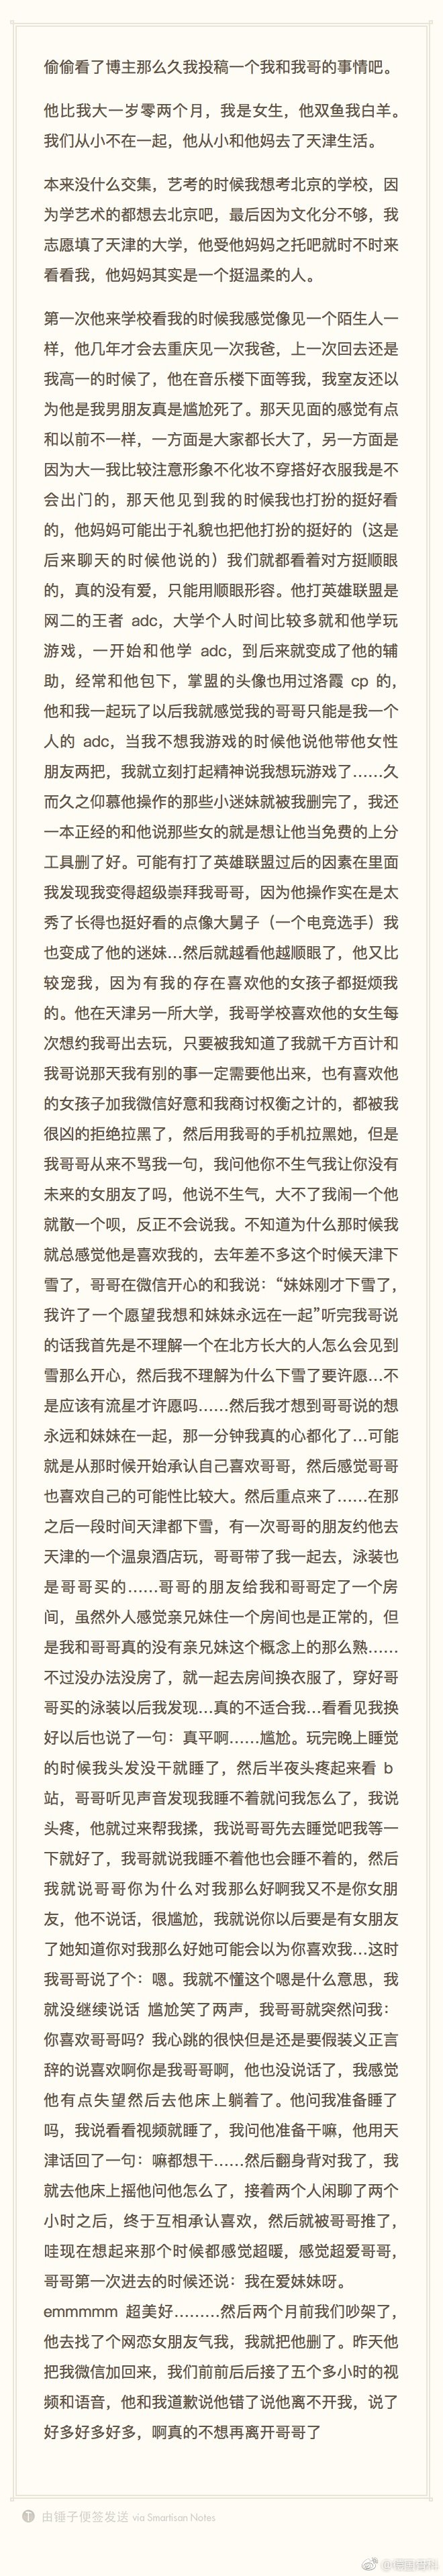 偷偷看了博主那么久我投稿一个我和我哥的事情吧。
他比我大一岁零两个月，我是女生，他双鱼我白羊。
我们从小不在一起，他从小和他妈去了天津生活。
本来没什么交集，艺考的时候我想考北京的学校，因
为学艺术的都想去北京吧，最后因为文化分不够，我
志愿填了天津的大学，他受他妈妈之托吧就时不时来
看看我，他妈妈其实是一个挺温柔的人。
第一次他来学校看我的时候我感觉像见一个陌生人一
样，他几年才会去重庆见一次我爸，上一次回去还是
我高一的时候了，他在音乐楼下面等我，我室友还以
为他是我男朋友真是尴尬死了。那天见面的感觉有点
和以前不一样，一方面是大家都长大了，另一方面是
因为大一我比较注意形象不化妆不穿搭好衣服我是不
会出门的，那天他见到我的时候我也打扮的挺好看
的，他妈妈可能出于礼貌也把他打扮的挺好的（这是
后来聊天的时候他说的）我们就都看着对方挺顺眼
的，真的没有爱，只能用顺眼形容。他打英雄联盟是
网二的王者 adc，大学个人时间比较多就和他学玩
游戏，一开始和他学 adc，到后来就变成了他的辅
助，经常和他包下，掌盟的头像也用过洛霞 cp 的，
他和我一起玩了以后我就感觉我的哥哥只能是我一个
人的 adc，当我不想我游戏的时候他说他带他女性
朋友两把，我就立刻打起精神说我想玩游戏了……久
而久之仰慕他操作的那些小迷妹就被我删完了，我还
一本正经的和他说那些女的就是想让他当免费的上分
工具删了好。可能有打了英雄联盟过后的因素在里面
我发现我变得超级崇拜我哥哥，因为他操作实在是太
秀了长得也挺好看的点像大舅子（一个电竞选手）我
也变成了他的迷妹…然后就越看他越顺眼了，他又比
较宠我，因为有我的存在喜欢他的女孩子都挺烦我
的。他在天津另一所大学，我哥学校喜欢他的女生每
次想约我哥出去玩，只要被我知道了我就千方百计和
我哥说那天我有别的事一定需要他出来，也有喜欢他
的女孩子加我微信好意和我商讨权衡之计的，都被我
很凶的拒绝拉黑了，然后用我哥的手机拉黑她，但是
我哥哥从来不骂我一句，我问他你不生气我让你没有
未来的女朋友了吗，他说不生气，大不了我闹一个他
就散一个呗，反正不会说我。不知道为什么那时候我
就总感觉他是喜欢我的，去年差不多这个时候天津下
雪了，哥哥在微信开心的和我说：“妹妹刚才下雪了，
我许了一个愿望我想和妹妹永远在一起”听完我哥说
的话我首先是不理解一个在北方长大的人怎么会见到
雪那么开心，然后我不理解为什么下雪了要许愿…不
是应该有流星才许愿吗……然后我才想到哥哥说的想
永远和妹妹在一起，那一分钟我真的心都化了…可能
就是从那时候开始承认自己喜欢哥哥，然后感觉哥哥
也喜欢自己的可能性比较大。然后重点来了……在那
之后一段时间天津都下雪，有一次哥哥的朋友约他去
天津的一个温泉酒店玩，哥哥带了我一起去，泳装也
是哥哥买的……哥哥的朋友给我和哥哥定了一个房
间，虽然外人感觉亲兄妹住一个房间也是正常的，但
是我和哥哥真的没有亲兄妹这个概念上的那么熟……
不过没办法没房了，就一起去房间换衣服了，穿好哥
哥买的泳装以后我发现…真的不适合我…看看见我换
好以后也说了一句：真平啊……尴尬。玩完晚上睡觉
的时候我头发没干就睡了，然后半夜头疼起来看 b
站，哥哥听见声音发现我睡不着就问我怎么了，我说
头疼，他就过来帮我揉，我说哥哥先去睡觉吧我等一
下就好了，我哥就说我睡不着他也会睡不着的，然后
我就说哥哥你为什么对我那么好啊我又不是你女朋
友，他不说话，很尴尬，我就说你以后要是有女朋友
了她知道你对我那么好她可能会以为你喜欢我…这时
我哥哥说了个：嗯。我就不懂这个嗯是什么意思，我
就没继续说话 尴尬笑了两声，我哥哥就突然问我：
你喜欢哥哥吗？我心跳的很快但是还是要假装义正言
辞的说喜欢啊你是我哥哥啊，他也没说话了，我感觉
他有点失望然后去他床上躺着了。他问我准备睡了
吗，我说看看视频就睡了，我问他准备干嘛，他用天
津话回了一句：嘛都想干……然后翻身背对我了，我
就去他床上摇他问他怎么了，接着两个人闲聊了两个
小时之后，终于互相承认喜欢，然后就被哥哥推了，
哇现在想起来那个时候都感觉超暖，感觉超爱哥哥，
哥哥第一次进去的时候还说：我在爱妹妹呀。
emmmmm 超美好………然后两个月前我们吵架了，
他去找了个网恋女朋友气我，我就把他删了。昨天他
把我微信加回来，我们前前后后接了五个多小时的视
频和语音，他和我道歉说他错了说他离不开我，说了
好多好多好多，啊真的不想再离开哥哥了
由锤子便签发送 via Smartisan Notes